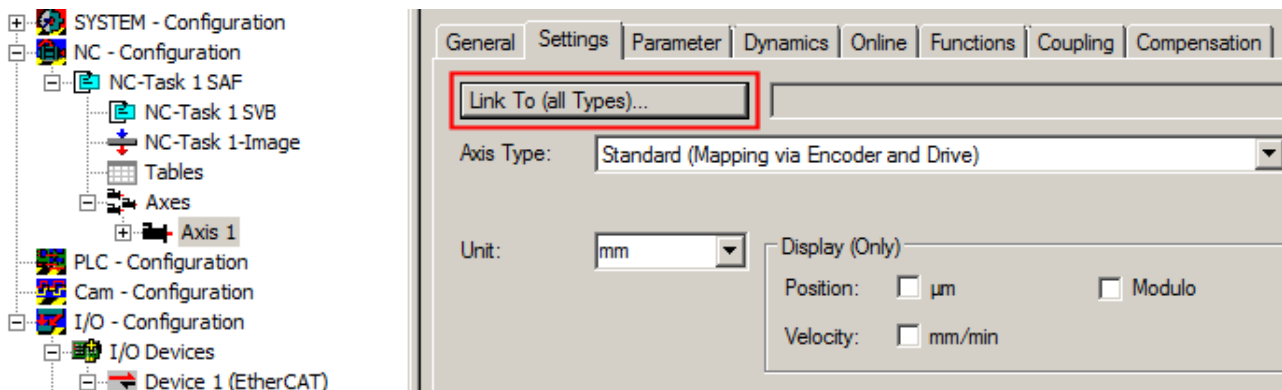 SYSTEM - Configuration
NC - Configuration
NC-Task 1 SAF
NC-Task 1 SVB
NC-Task 1-Image
Tables
Axes
Axis 1
PLC - Configuration
Cam - Configuration
I/O - Configuration
I/O Devices
Device 1 (EtherCAT)
General Settings Parameter Dynamics Online Functions Coupling Compensation
Link To (all Types)...
Axis Type: Standard (Mapping via Encoder and Drive)
Unit: mm
Display (Only)
Position: µm Modulo
Velocity: mm/min